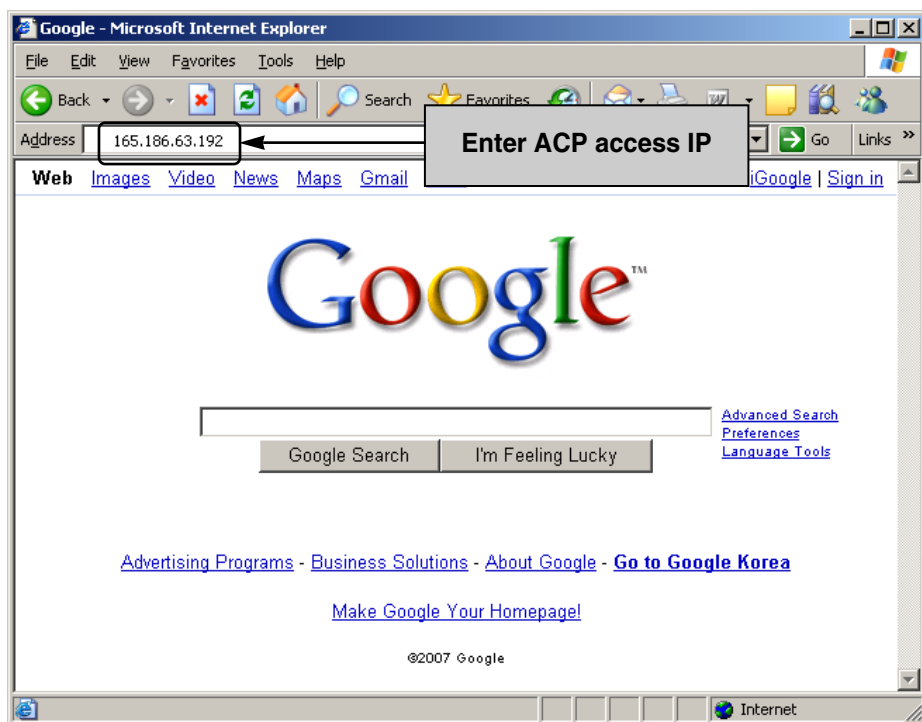 Google - Microsoft Internet Explorer
File Edit View Favorites Tools Help
Back Search Favorites
Address 165.186.63.192 Go Links »
Enter ACP access IP
Web Images Video News Maps Gmail iGoogle | Sign in
Google™
Advanced Search
Preferences
Language Tools
Google Search I'm Feeling Lucky
Advertising Programs - Business Solutions - About Google - Go to Google Korea
Make Google Your Homepage!
©2007 Google
Internet